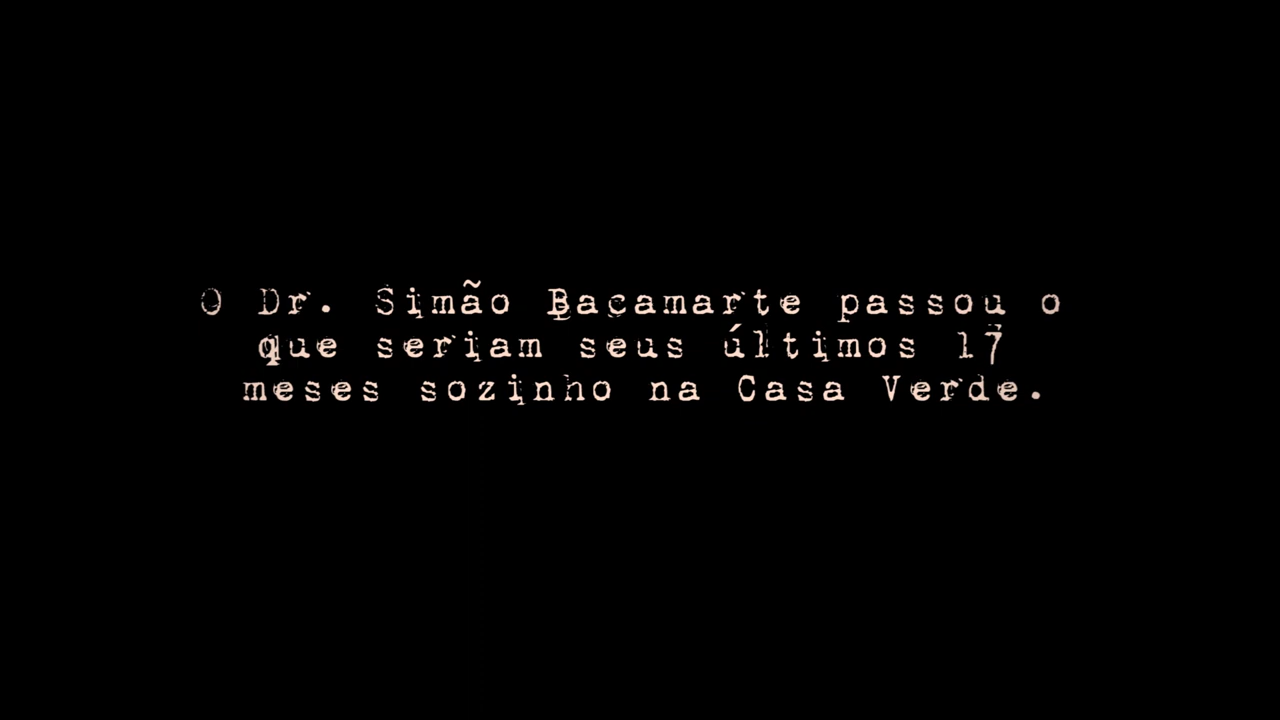 O Dr. Simão Bacamarte passou o
que seriam seus últimos 17
meses sozinho na Casa Verde.